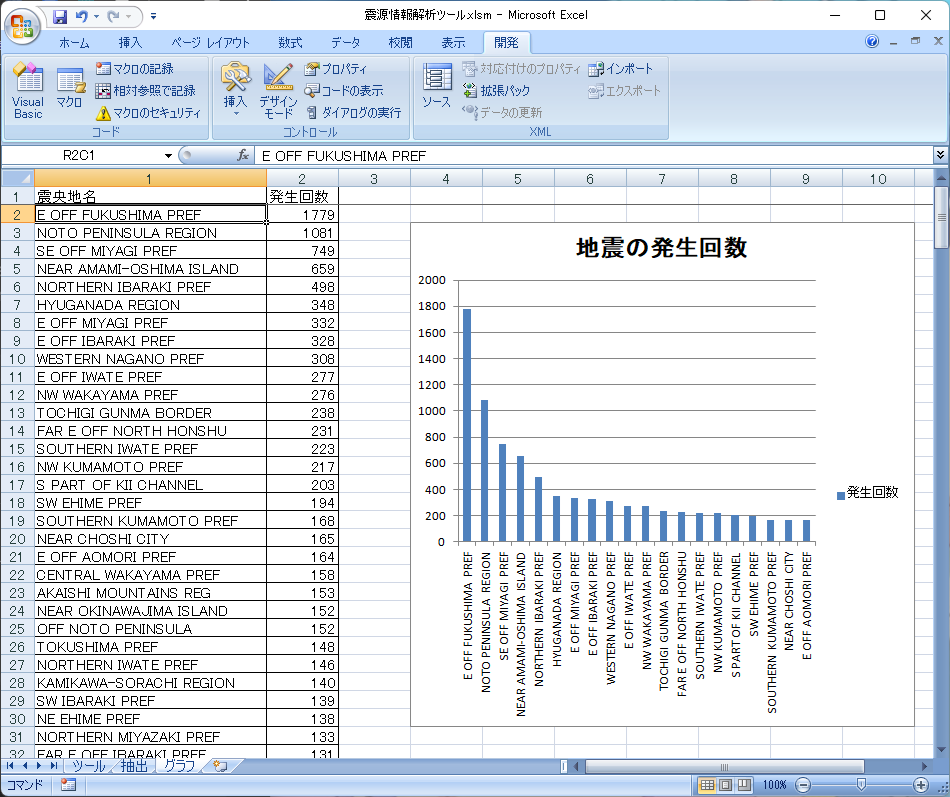 震源情報解析ツール.xlsm - Microsoft Excel
ホーム 挿入 ページ レイアウト 数式 データ 校閲 表示 開発
Visual Basic
マクロ
マクロの記録
相対参照で記録
マクロのセキュリティ
コード
挿入
デザイン モード
プロパティ
コードの表示
ダイアログの実行
コントロール
ソース
対応付けのプロパティ
拡張パック
データの更新
インポート
エクスポート
XML
R2C1 fx E OFF FUKUSHIMA PREF
1 2 3 4 5 6 7 8 9 10
1 震央地名 発生回数
2 E OFF FUKUSHIMA PREF 1779
3 NOTO PENINSULA REGION 1081
4 SE OFF MIYAGI PREF 749
5 NEAR AMAMI-OSHIMA ISLAND 659
6 NORTHERN IBARAKI PREF 498
7 HYUGANADA REGION 348
8 E OFF MIYAGI PREF 332
9 E OFF IBARAKI PREF 328
10 WESTERN NAGANO PREF 308
11 E OFF IWATE PREF 277
12 NW WAKAYAMA PREF 276
13 TOCHIGI GUNMA BORDER 238
14 FAR E OFF NORTH HONSHU 231
15 SOUTHERN IWATE PREF 223
16 NW KUMAMOTO PREF 217
17 S PART OF KII CHANNEL 203
18 SW EHIME PREF 194
19 SOUTHERN KUMAMOTO PREF 168
20 NEAR CHOSHI CITY 165
21 E OFF AOMORI PREF 164
22 CENTRAL WAKAYAMA PREF 158
23 AKAISHI MOUNTAINS REG 153
24 NEAR OKINAWAJIMA ISLAND 152
25 OFF NOTO PENINSULA 152
26 TOKUSHIMA PREF 148
27 NORTHERN IWATE PREF 146
28 KAMIKAWA-SORACHI REGION 140
29 SW IBARAKI PREF 139
30 NE EHIME PREF 138
31 NORTHERN MIYAZAKI PREF 133
32 FAR E OFF IBARAKI PREF 131
地震の発生回数
2000
1800
1600
1400
1200
1000
800
600
400
200
0
E OFF FUKUSHIMA PREF
NOTO PENINSULA REGION
SE OFF MIYAGI PREF
NEAR AMAMI-OSHIMA ISLAND
NORTHERN IBARAKI PREF
HYUGANADA REGION
E OFF MIYAGI PREF
E OFF IBARAKI PREF
WESTERN NAGANO PREF
E OFF IWATE PREF
NW WAKAYAMA PREF
TOCHIGI GUNMA BORDER
FAR E OFF NORTH HONSHU
SOUTHERN IWATE PREF
NW KUMAMOTO PREF
S PART OF KII CHANNEL
SW EHIME PREF
SOUTHERN KUMAMOTO PREF
NEAR CHOSHI CITY
E OFF AOMORI PREF
発生回数
ツール 抽出 グラフ
コマンド 100%